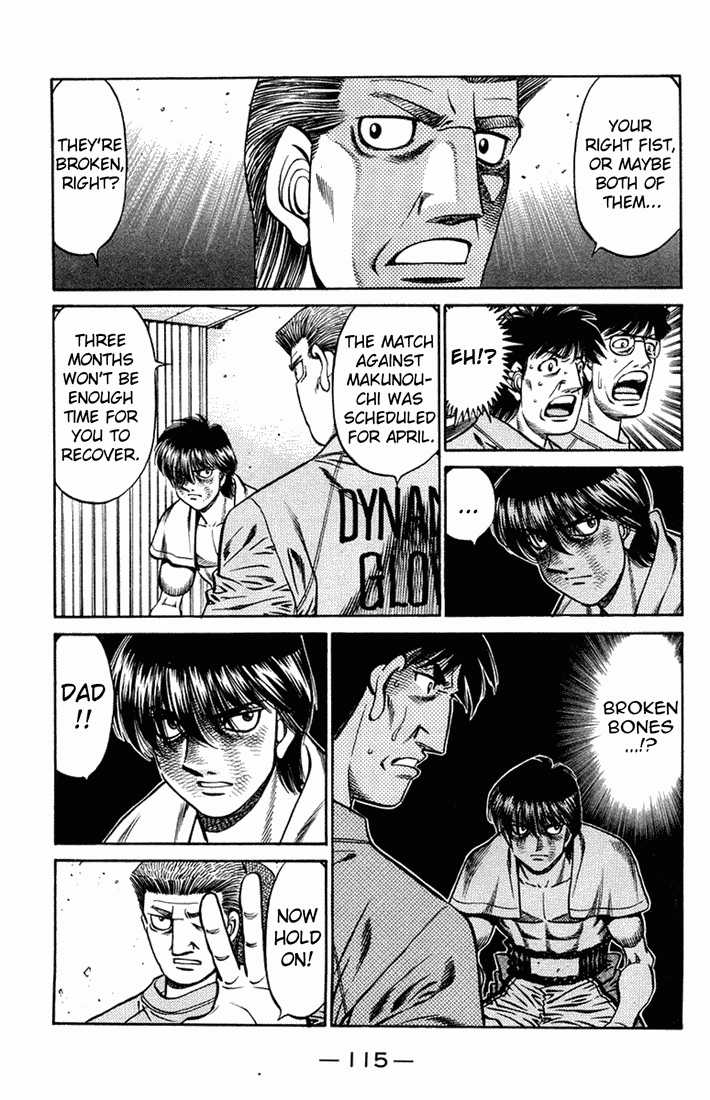 YOUR
RIGHT FIST,
OR MAYBE
BOTH OF
THEM...
THEY'RE
BROKEN,
RIGHT?
EH!?
THE MATCH
AGAINST
MAKUNOU-
CHI WAS
SCHEDULED
FOR APRIL.
THREE
MONTHS
WON'T BE
ENOUGH
TIME FOR
YOU TO
RECOVER.
DYNAM
GLOV
...
BROKEN
BONES
...!?
DAD
!!
NOW
HOLD
ON!
— 115 —